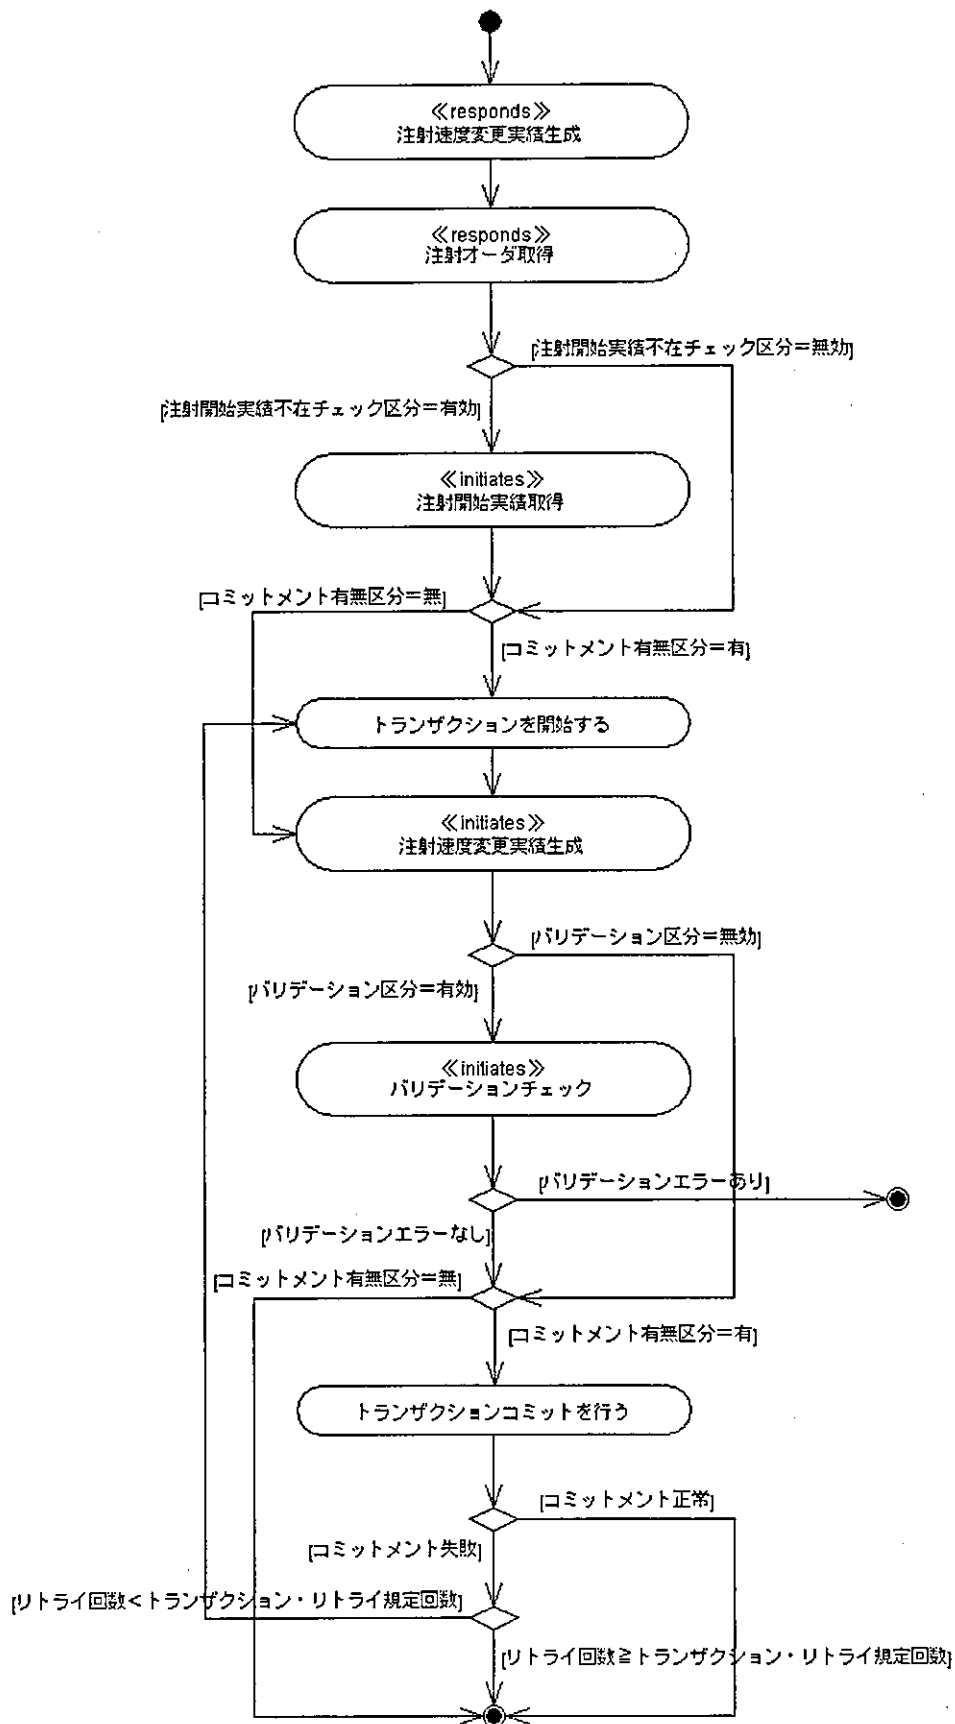 ≪responds≫
注射速度変更実績生成
≪responds≫
注射オーダ取得
[注射開始実績不在チェック区分＝無効]
[注射開始実績不在チェック区分＝有効]
≪initiates≫
注射開始実績取得
[コミットメント有無区分＝無]
[コミットメント有無区分＝有]
トランザクションを開始する
≪initiates≫
注射速度変更実績生成
[バリデーション区分＝無効]
[バリデーション区分＝有効]
≪initiates≫
バリデーションチェック
[バリデーションエラーあり]
[バリデーションエラーなし]
[コミットメント有無区分＝無]
[コミットメント有無区分＝有]
トランザクションコミットを行う
[コミットメント正常]
[コミットメント失敗]
[リトライ回数＜トランザクション・リトライ規定回数]
[リトライ回数≧トランザクション・リトライ規定回数]